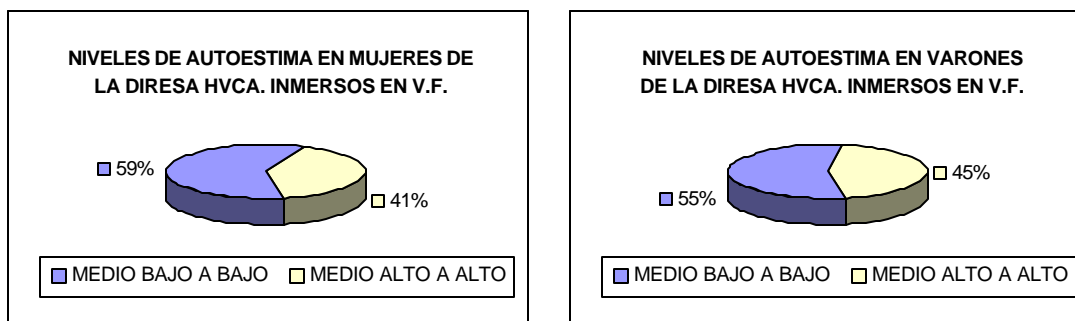 NIVELES DE AUTOESTIMA EN MUJERES DE
LA DIRESA HVCA. INMERSOS EN V.F.
59%
41%
MEDIO BAJO A BAJO
MEDIO ALTO A ALTO
NIVELES DE AUTOESTIMA EN VARONES
DE LA DIRESA HVCA. INMERSOS EN V.F.
45%
55%
MEDIO BAJO A BAJO
MEDIO ALTO A ALTO